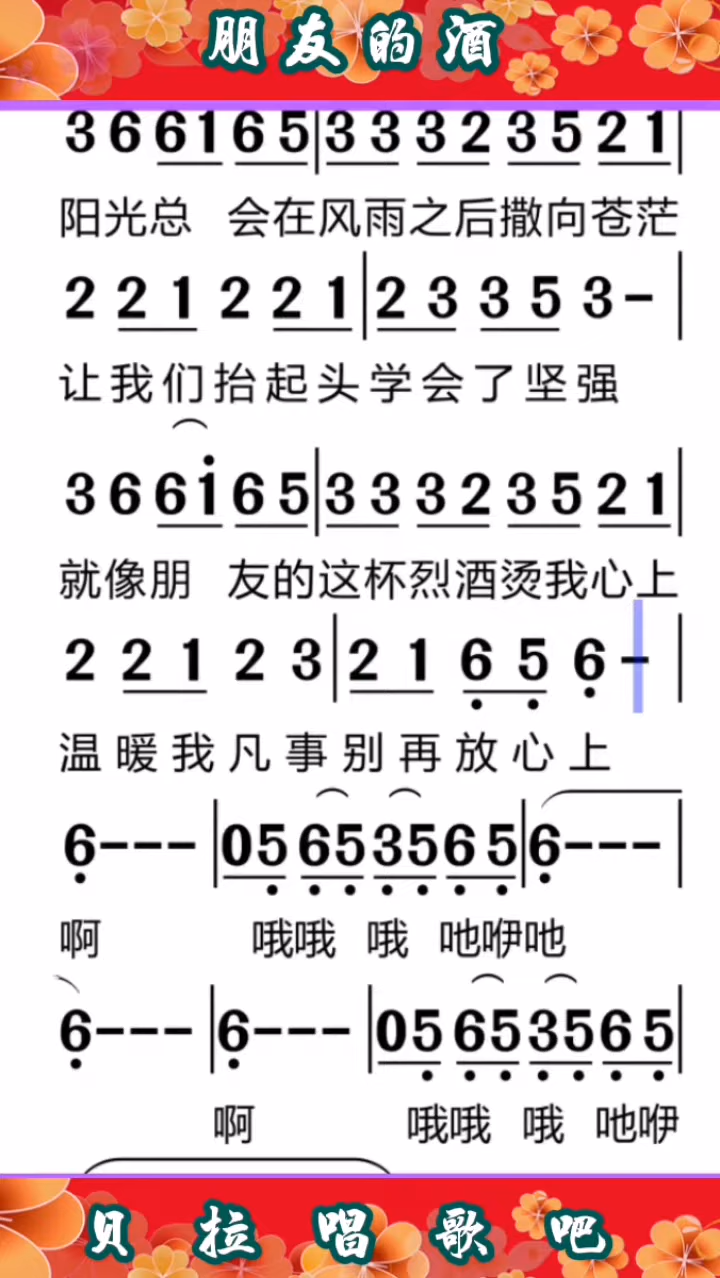 朋友的酒
3 6 6 1 6 5 | 3 3 3 2 3 5 2 1 |
阳光总 会在风雨之后撒向苍茫
2 2 1 2 2 1 | 2 3 3 5 3 - |
让我们抬起头学会了坚强
3 6 6 i 6 5 | 3 3 3 2 3 5 2 1 |
就像朋 友的这杯烈酒烫我心上
2 2 1 2 3 | 2 1 6̣ 5̣ 6̣ - |
温暖我凡事别再放心上
6̣ - - - | 0 5̣ 6̣ 5̣ 3̣ 5̣ 6̣ 5̣ | 6̣ - - - |
啊 哦哦 哦 吔咿吔
6̣ - - - | 6̣ - - - | 0 5̣ 6̣ 5̣ 3̣ 5̣ 6̣ 5̣ |
啊 哦哦 哦 吔咿
贝拉唱歌吧